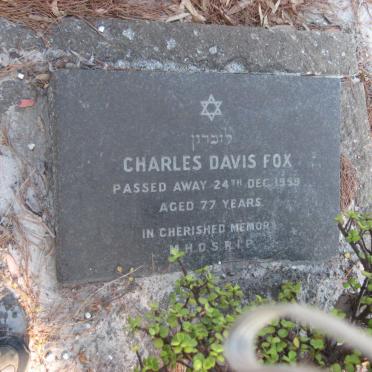 לזכרון
CHARLES DAVIS FOX
PASSED AWAY 24TH DEC. 1959
AGED 77 YEARS
IN CHERISHED MEMORY
M.H.D.S.R.I.P.